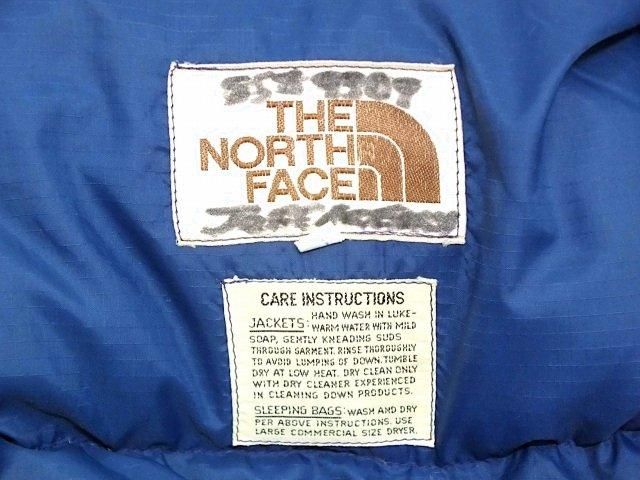 THE
NORTH
FACE
CARE INSTRUCTIONS
JACKETS: HAND WASH IN LUKE-
WARM WATER WITH MILD
SOAP, GENTLY KNEADING SUDS
THROUGH GARMENT. RINSE THOROUGHLY
TO AVOID LUMPING OF DOWN. TUMBLE
DRY AT LOW HEAT. DRY CLEAN ONLY
WITH DRY CLEANER EXPERIENCED
IN CLEANING DOWN PRODUCTS.
SLEEPING BAGS: WASH AND DRY
PER ABOVE INSTRUCTIONS. USE
LARGE COMMERCIAL SIZE DRYER.